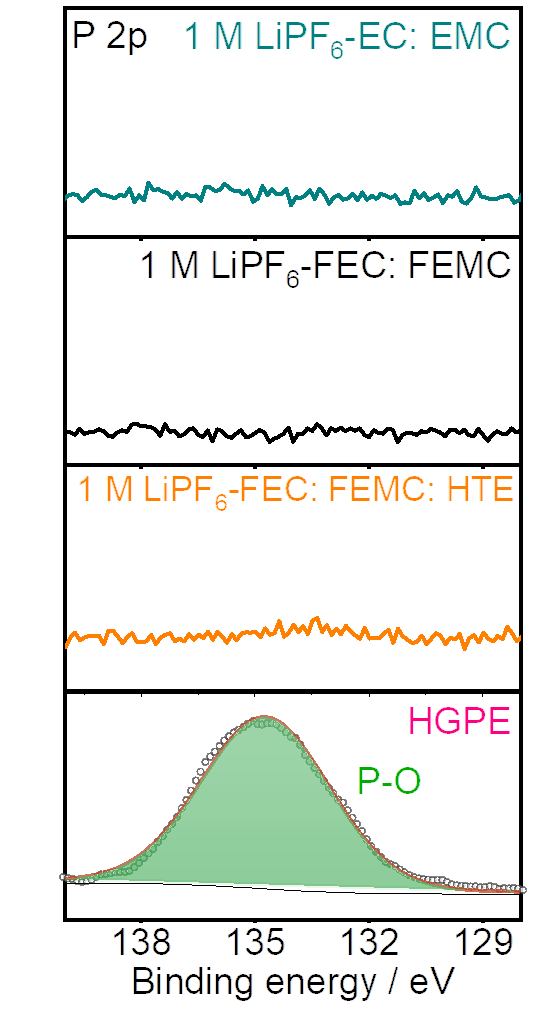 P 2p 1 M LiPF6-EC: EMC
1 M LiPF6-FEC: FEMC
1 M LiPF6-FEC: FEMC: HTE
HGPE
P-O
138 135 132 129
Binding energy / eV